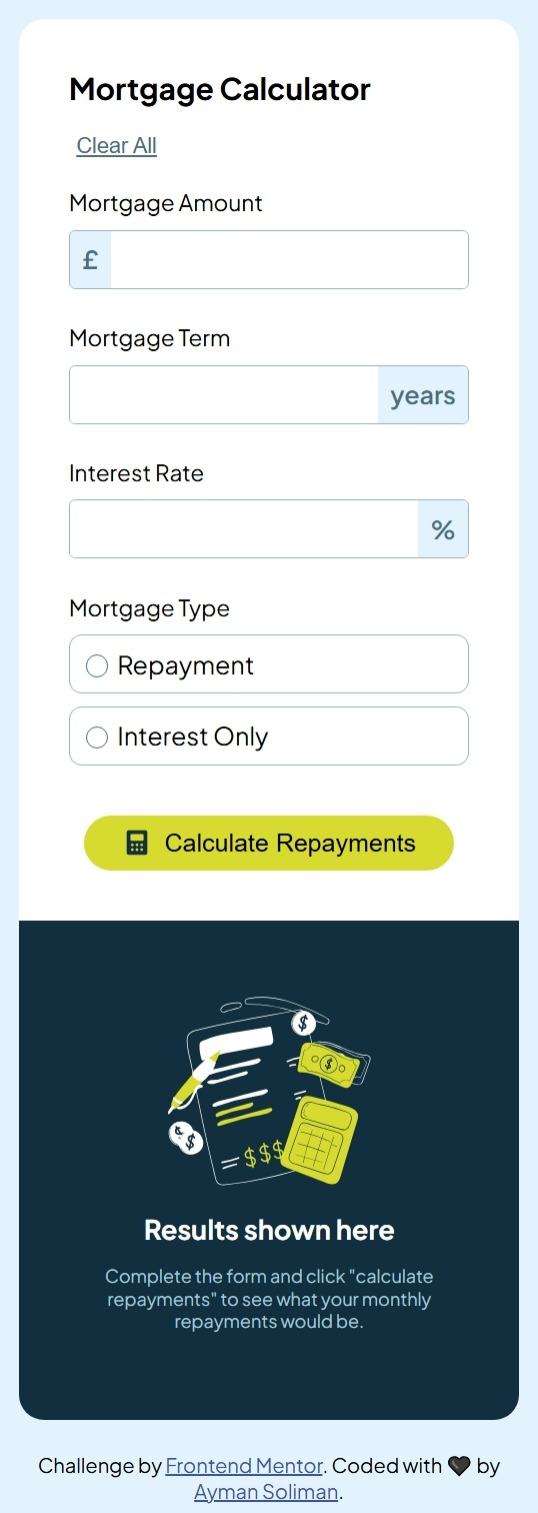 Mortgage Calculator
Clear All
Mortgage Amount
£
Mortgage Term
years
Interest Rate
%
Mortgage Type
Repayment
Interest Only
Calculate Repayments
$
$
$
$$$
Results shown here
Complete the form and click "calculate
repayments" to see what your monthly
repayments would be.
Challenge by Frontend Mentor. Coded with 🖤 by
Ayman Soliman.